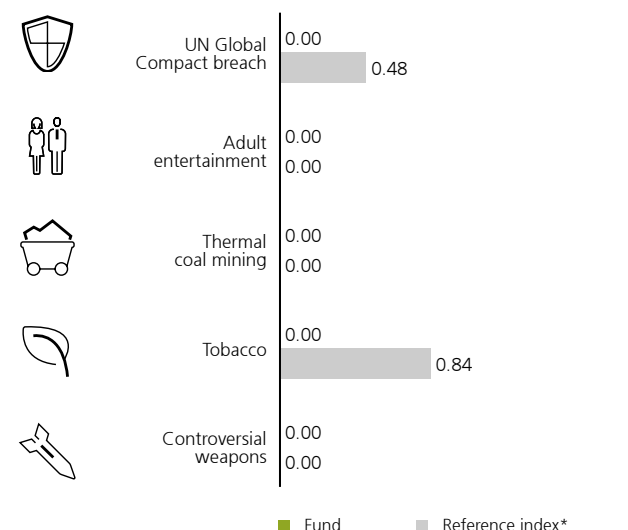 UN Global
Compact breach
0.00
0.48
Adult
entertainment
0.00
0.00
Thermal
coal mining
0.00
0.00
Tobacco
0.00
0.84
Controversial
weapons
0.00
0.00
Fund
Reference index*